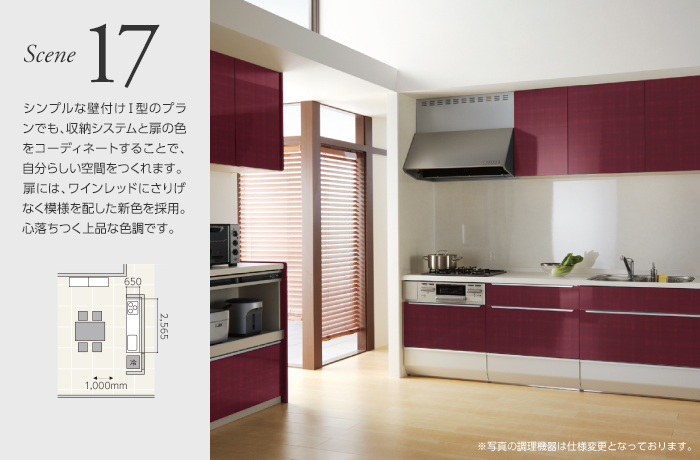 Scene 17
シンプルな壁付けI型のプラ
ンでも、収納システムと扉の色
をコーディネートすることで、
自分らしい空間をつくれます。
扉には、ワインレッドにさりげ
なく模様を配した新色を採用。
心落ちつく上品な色調です。
650
2,565
冷
1,000mm
※写真の調理機器は仕様変更となっております。